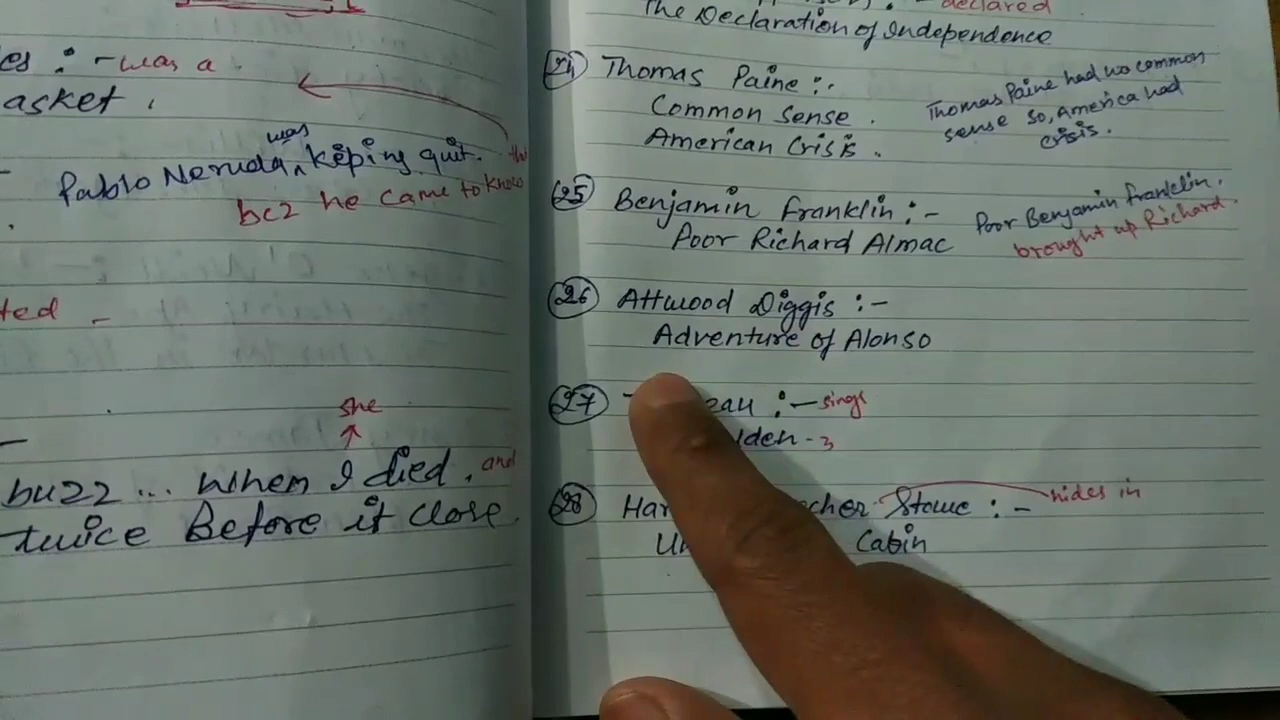 es : - was a
asket.
was
Pablo Neruda ^ keping quit.
bcz he came to know
ted -
she
buzz ... when I died, and
twice Before it close.
declared
The Declaration of Independence
24 Thomas Paine :-
Common Sense.
American Crisis.
Thomas Paine had no common
sense so, America had
crisis.
25 Benjamin Franklin :-
Poor Richard Almac
Poor Benjamin Franklin.
brought up Richard.
26 Attwood Diggis :-
Adventure of Alonso
27 eau :- sings
lden - 3
28 Har cher Stowe :- hides in
Un Cabin